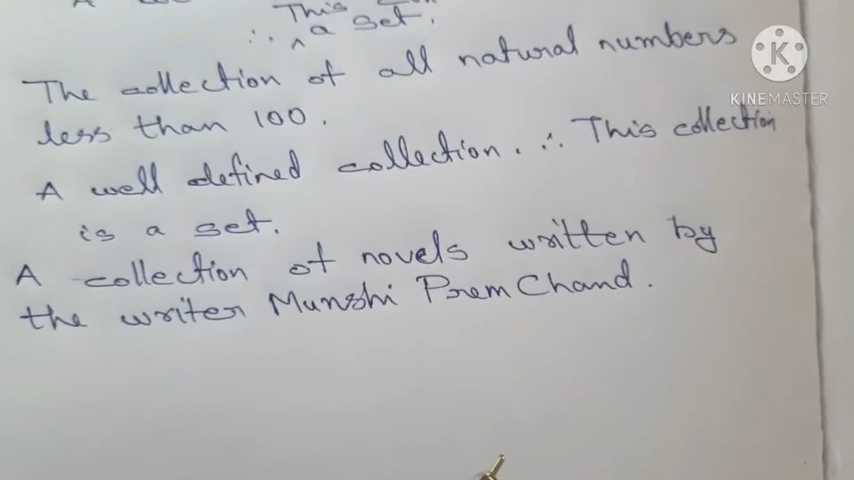 This
∴ ^ a set.
The collection of all natural numbers
less than 100.
A well defined collection. ∴ This collection
is a set.
A collection of novels written by
the writer Munshi Prem Chand.
K
KINEMASTER